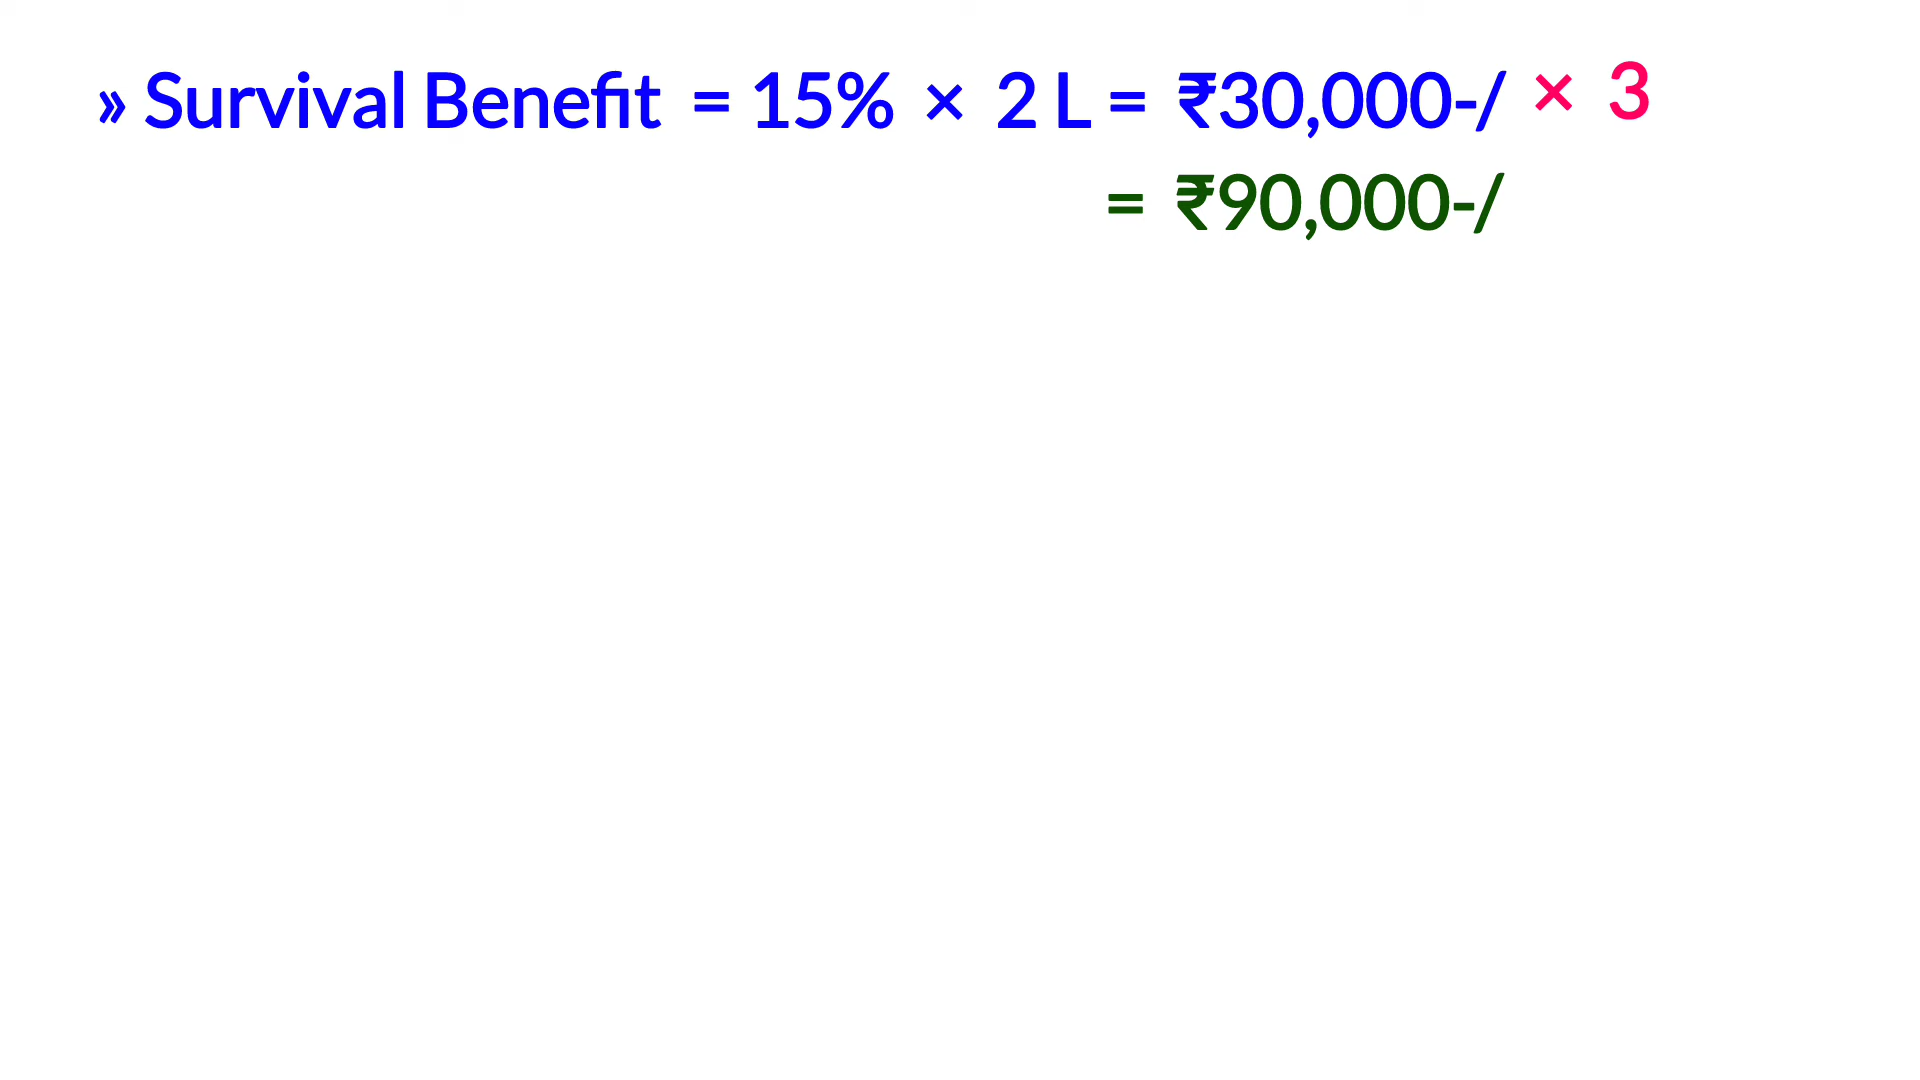 » Survival Benefit = 15% × 2 L = ₹30,000-/ × 3
= ₹90,000-/